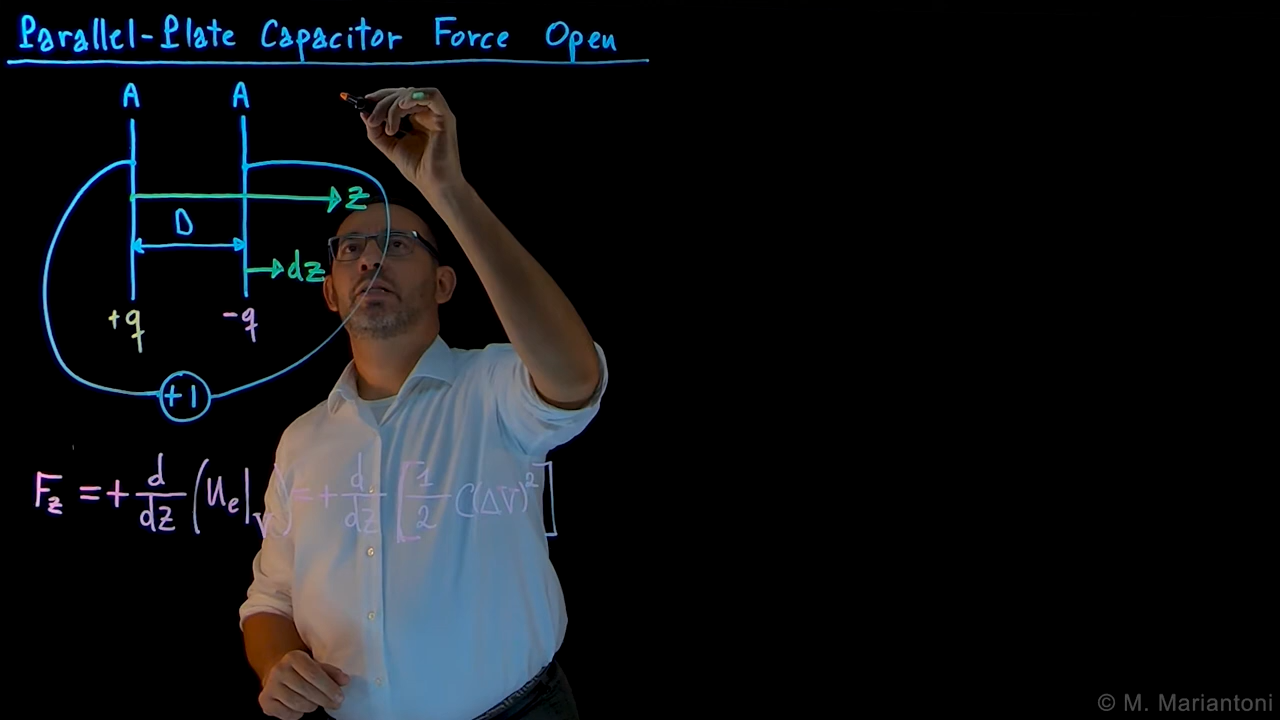 Parallel-Plate Capacitor Force Open
A A
z
D
dz
+q -q
+1
F_z = + d/dz (U_e|_V) = + d/dz [1/2 C(ΔV)^2]
© M. Mariantoni